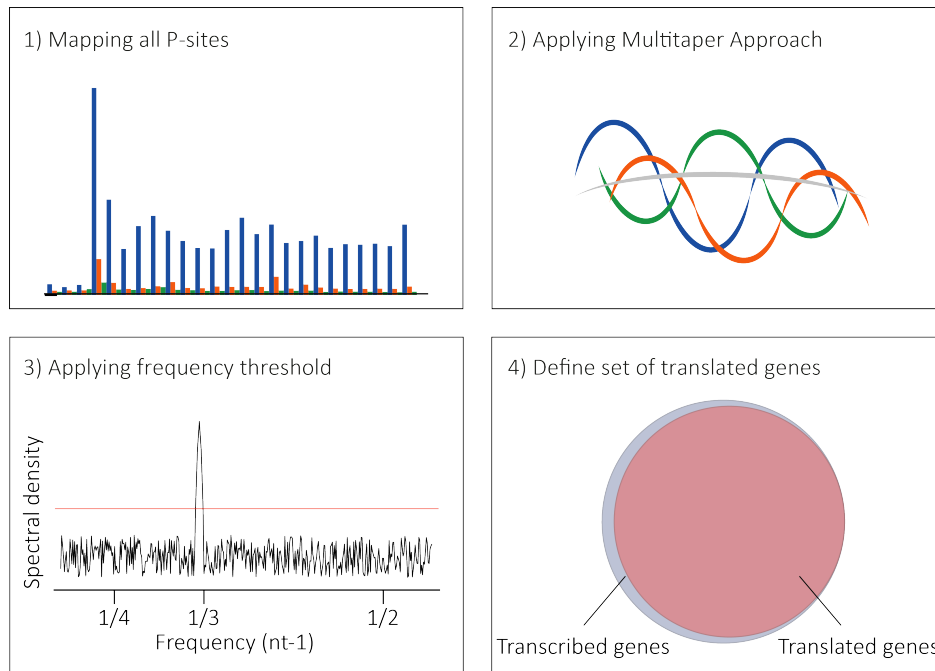 1) Mapping all P-sites
2) Applying Multitaper Approach
3) Applying frequency threshold
Spectral density
1/4
1/3
1/2
Frequency (nt-1)
4) Define set of translated genes
Transcribed genes
Translated genes